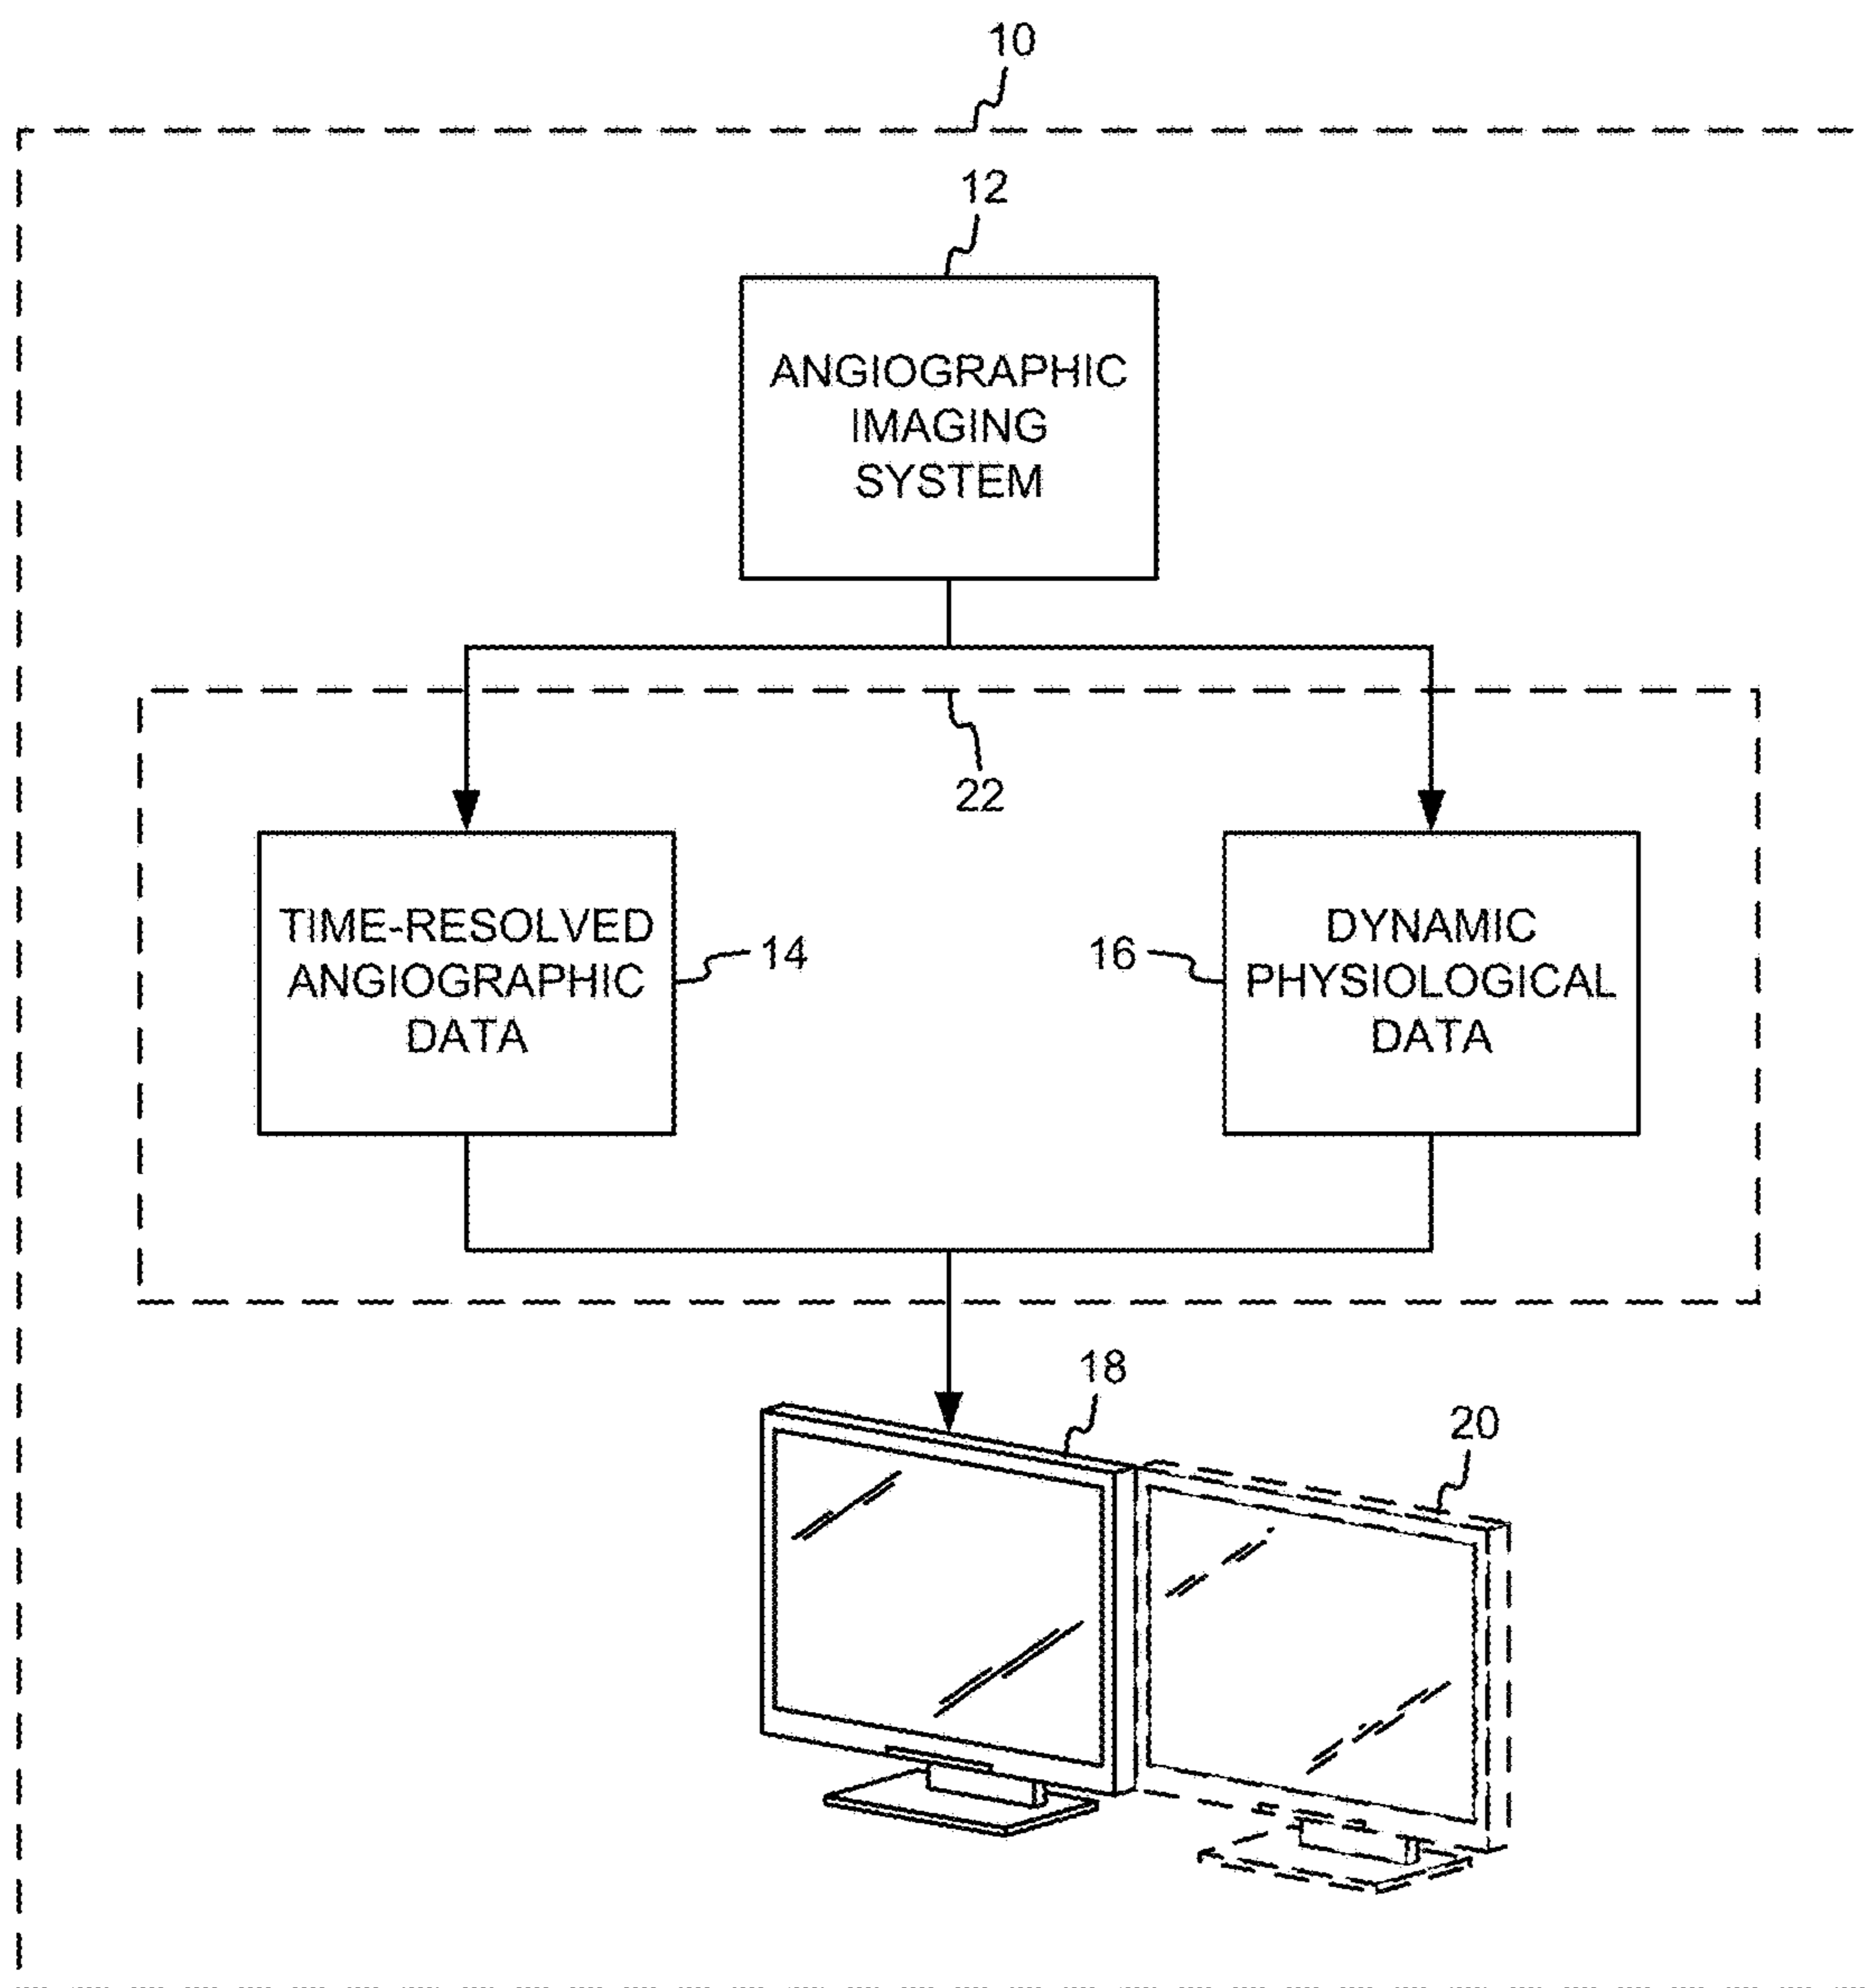 10
12
ANGIOGRAPHIC
IMAGING
SYSTEM
22
TIME-RESOLVED
ANGIOGRAPHIC
DATA
14
16
DYNAMIC
PHYSIOLOGICAL
DATA
18
20